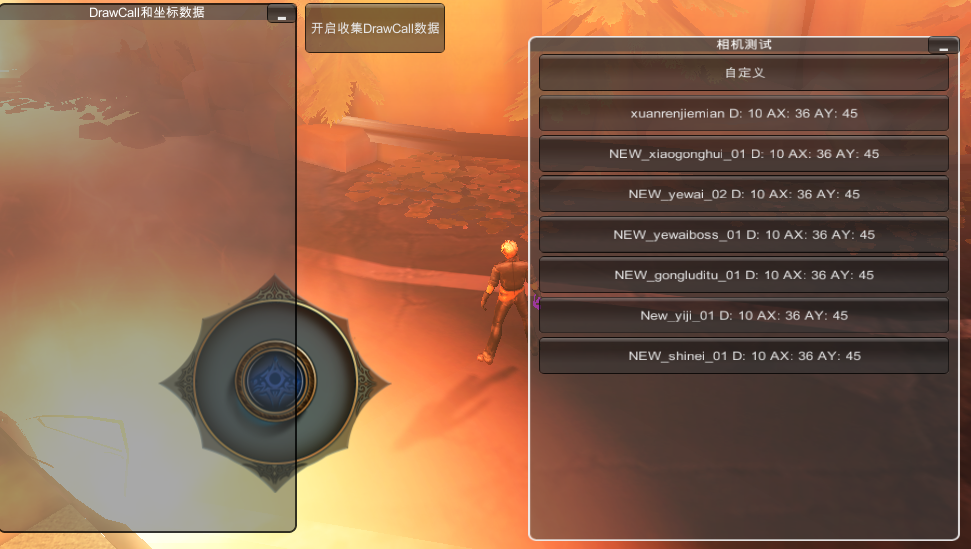 DrawCall和坐标数据
开启收集DrawCall数据
相机测试
自定义
xuanrenjiemian D: 10 AX: 36 AY: 45
NEW_xiaogonghui_01 D: 10 AX: 36 AY: 45
NEW_yewai_02 D: 10 AX: 36 AY: 45
NEW_yewaiboss_01 D: 10 AX: 36 AY: 45
NEW_gongluditu_01 D: 10 AX: 36 AY: 45
New_yiji_01 D: 10 AX: 36 AY: 45
NEW_shinei_01 D: 10 AX: 36 AY: 45